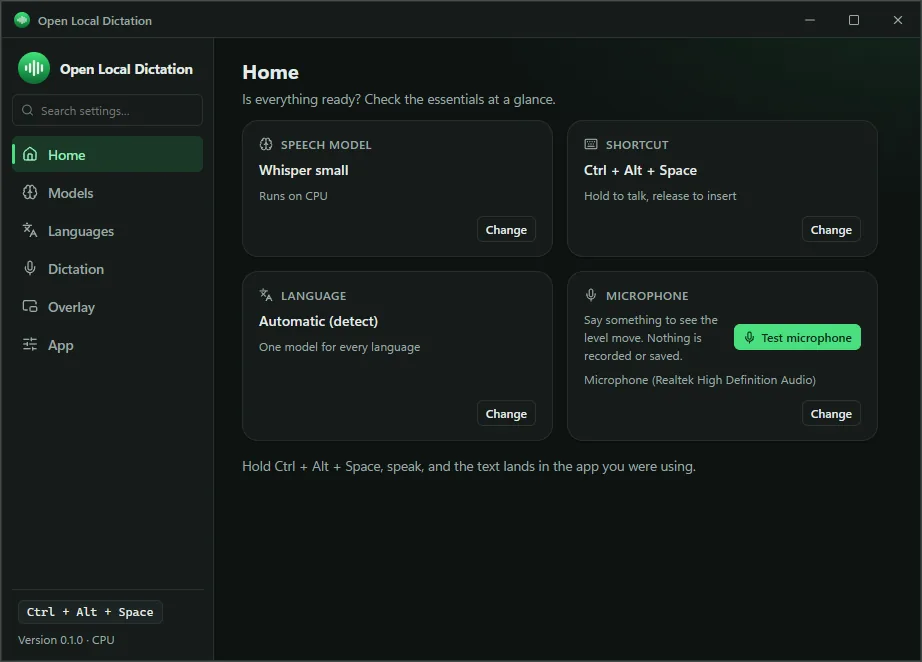 Open Local Dictation
Open Local Dictation
Search settings...
Home
Models
Languages
Dictation
Overlay
App
Ctrl + Alt + Space
Version 0.1.0 · CPU
Home
Is everything ready? Check the essentials at a glance.
SPEECH MODEL
Whisper small
Runs on CPU
Change
SHORTCUT
Ctrl + Alt + Space
Hold to talk, release to insert
Change
LANGUAGE
Automatic (detect)
One model for every language
Change
MICROPHONE
Say something to see the
level move. Nothing is
recorded or saved.
Test microphone
Microphone (Realtek High Definition Audio)
Change
Hold Ctrl + Alt + Space, speak, and the text lands in the app you were using.